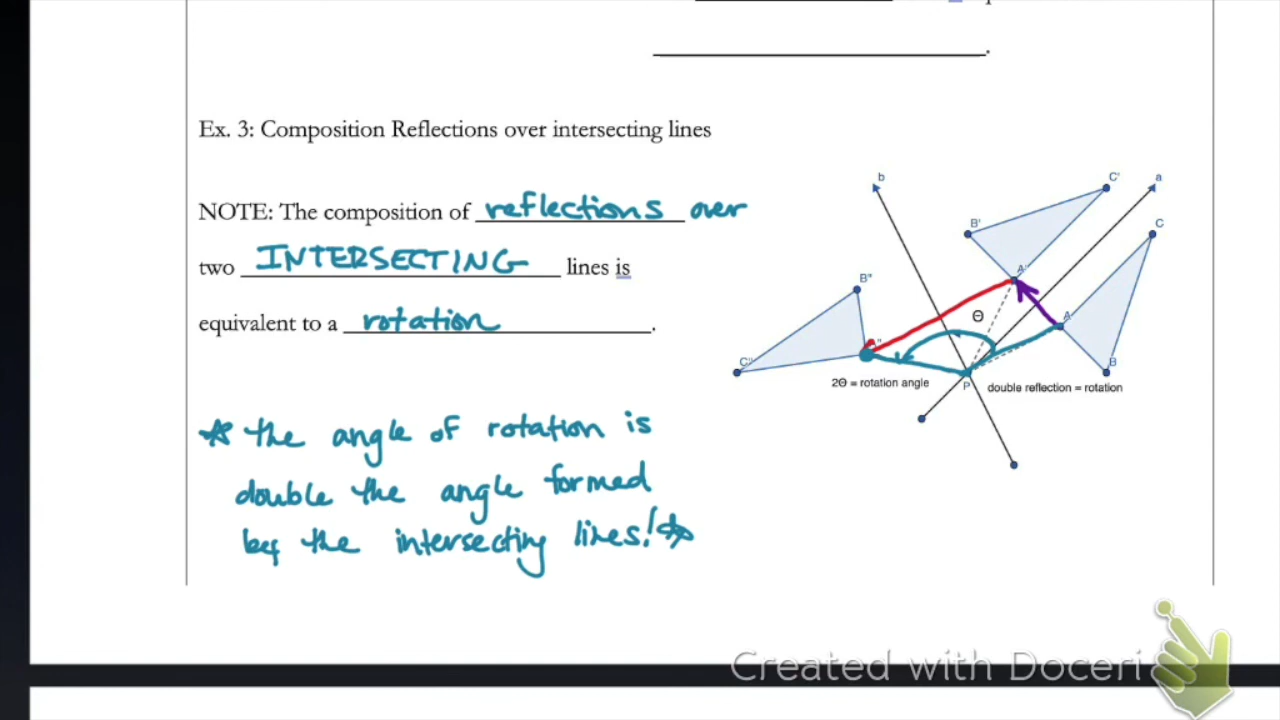 Ex. 3: Composition Reflections over intersecting lines
NOTE: The composition of reflections over
two INTERSECTING lines is
equivalent to a rotation.
☆ the angle of rotation is
double the angle formed
by the intersecting lines! ☆
b
a
C'
B'
C
A'
B"
A
Θ
A"
C"
B
P
2Θ = rotation angle
double reflection = rotation
Created with Doceri